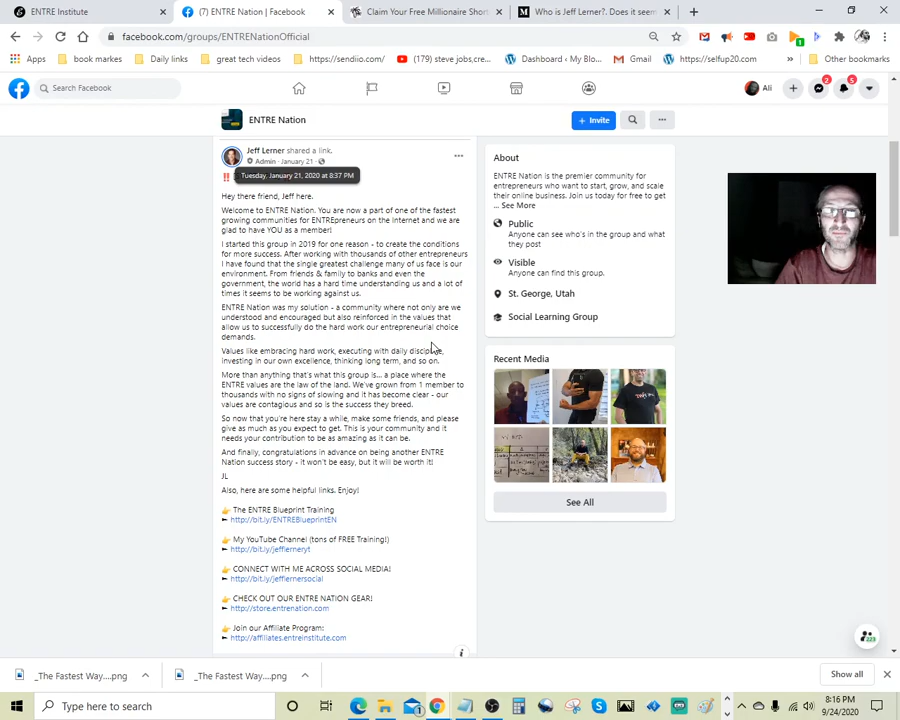 ENTRE Institute
(7) ENTRE Nation | Facebook
Claim Your Free Millionaire Short
Who is Jeff Lerner?. Does it seem
facebook.com/groups/ENTRENationOfficial
Apps book markes Daily links great tech videos https://sendiio.com/ (179) steve jobs,cre... Dashboard ‹ My Blo... Gmail https://selfup20.com » Other bookmarks
Search Facebook
Ali
2
5
ENTRE Nation
+ Invite
Jeff Lerner shared a link.
Admin · January 21 ·
Tuesday, January 21, 2020 at 8:37 PM
‼
Hey there friend, Jeff here.
Welcome to ENTRE Nation. You are now a part of one of the fastest
growing communities for ENTREpreneurs on the internet and we are
glad to have YOU as a member!
I started this group in 2019 for one reason - to create the conditions
for more success. After working with thousands of other entrepreneurs
I have found that the single greatest challenge many of us face is our
environment. From friends & family to banks and even the
government, the world has a hard time understanding us and a lot of
times it seems to be working against us.
ENTRE Nation was my solution - a community where not only are we
understood and encouraged but also reinforced in the values that
allow us to successfully do the hard work our entrepreneurial choice
demands.
Values like embracing hard work, executing with daily discipline,
investing in our own excellence, thinking long term, and so on.
More than anything that's what this group is... a place where the
ENTRE values are the law of the land. We've grown from 1 member to
thousands with no signs of slowing and it has become clear - our
values are contagious and so is the success they breed.
So now that you're here stay a while, make some friends, and please
give as much as you expect to get. This is your community and it
needs your contribution to be as amazing as it can be.
And finally, congratulations in advance on being another ENTRE
Nation success story - it won't be easy, but it will be worth it!
JL
Also, here are some helpful links. Enjoy!
👉 The ENTRE Blueprint Training
► http://bit.ly/ENTREBlueprintEN
👉 My YouTube Channel (tons of FREE Training!)
► http://bit.ly/jefflerneryt
👉 CONNECT WITH ME ACROSS SOCIAL MEDIA!
► http://bit.ly/jefflernersocial
👉 CHECK OUT OUR ENTRE NATION GEAR!
► http://store.entrenation.com
👉 Join our Affiliate Program:
► http://affiliates.entreinstitute.com
About
ENTRE Nation is the premier community for
entrepreneurs who want to start, grow, and scale
their online business. Join us today for free to get
... See More
Public
Anyone can see who's in the group and what
they post
Visible
Anyone can find this group.
St. George, Utah
Social Learning Group
Recent Media
See All
223
_The Fastest Way....png
_The Fastest Way....png
Show all
Type here to search
8:16 PM
9/24/2020